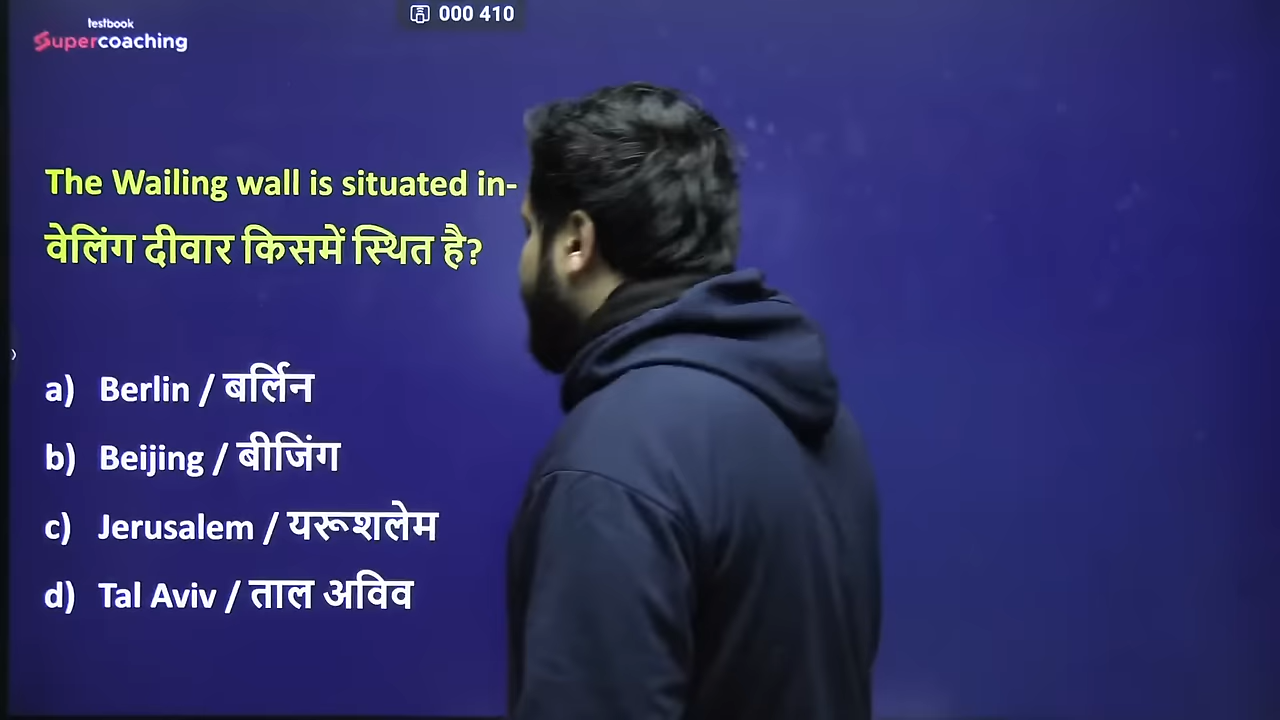 000 410
testbook
Supercoaching
The Wailing wall is situated in-
वेलिंग दीवार किसमें स्थित है?
a) Berlin / बर्लिन
b) Beijing / बीजिंग
c) Jerusalem / यरूशलेम
d) Tal Aviv / ताल अविव